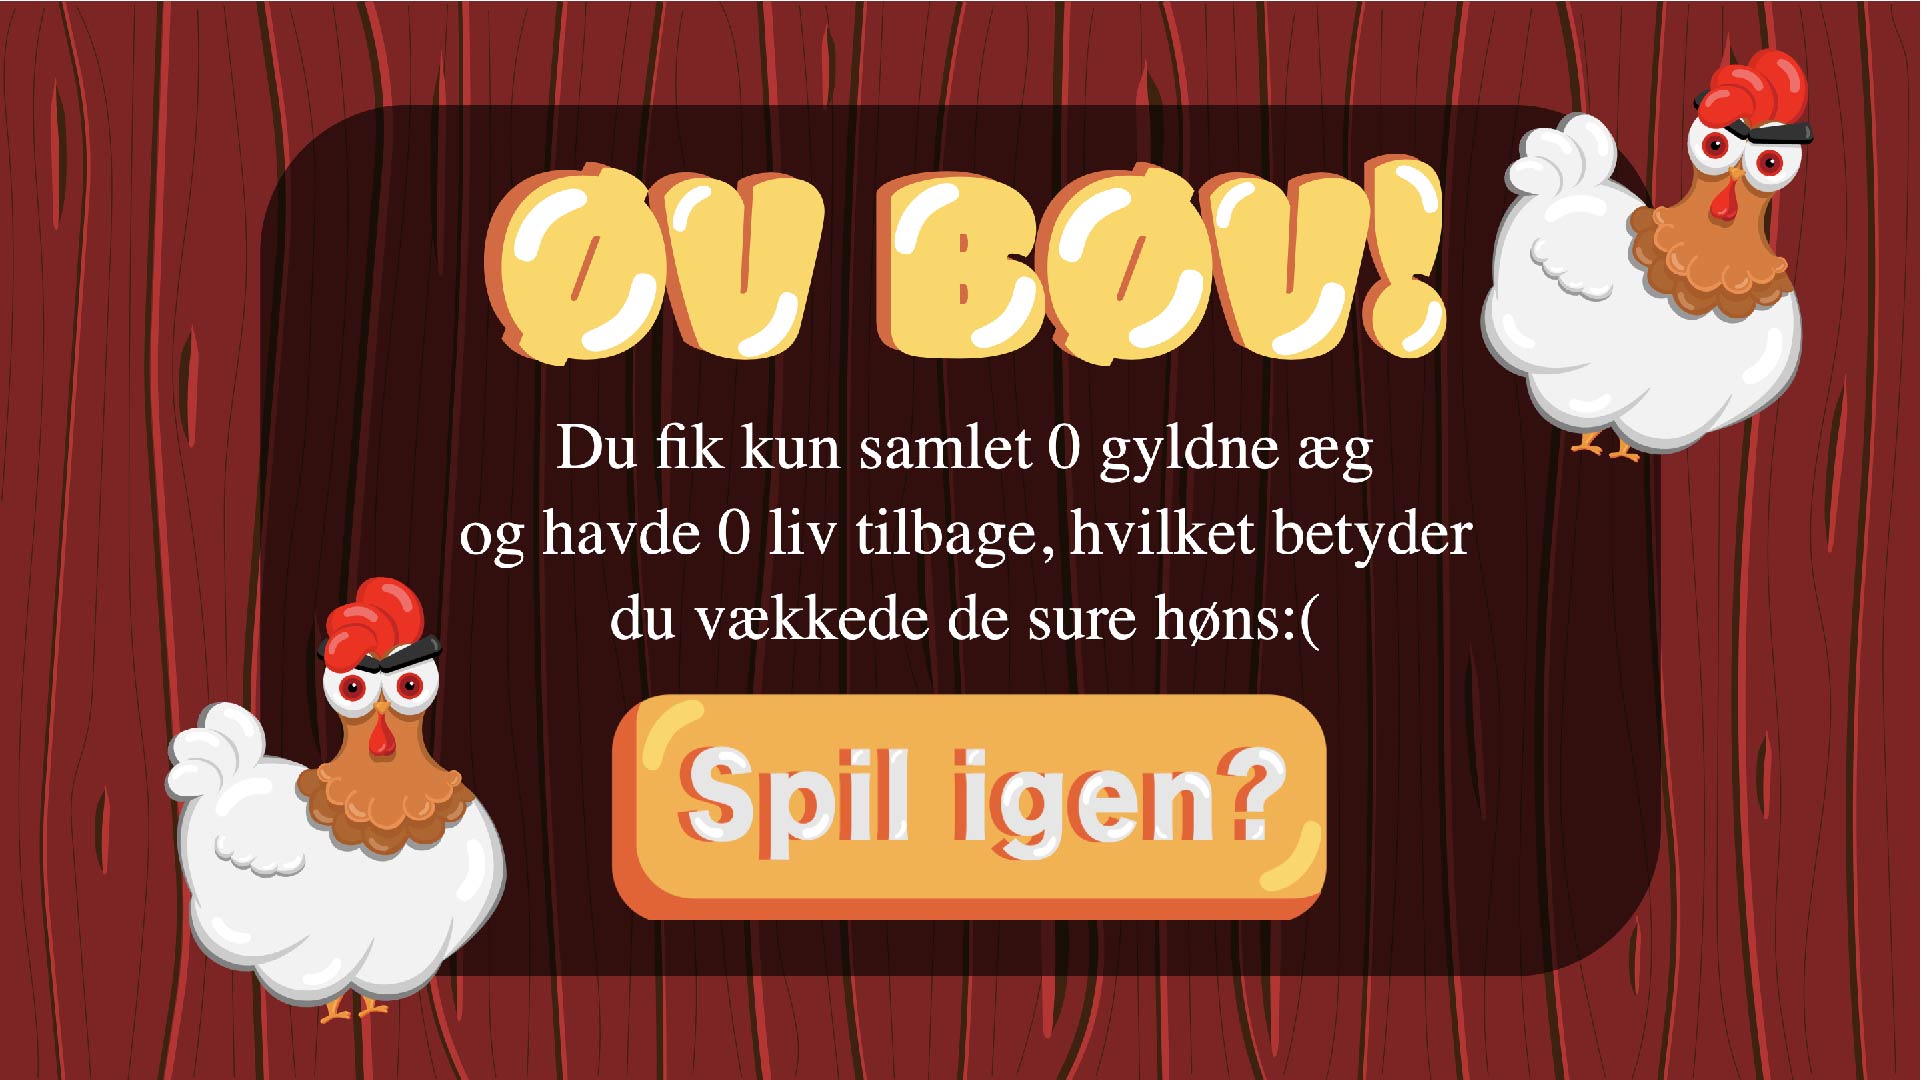 ØV BØV!
Du fik kun samlet 0 gyldne æg
og havde 0 liv tilbage, hvilket betyder
du vækkede de sure høns:(
Spil igen?